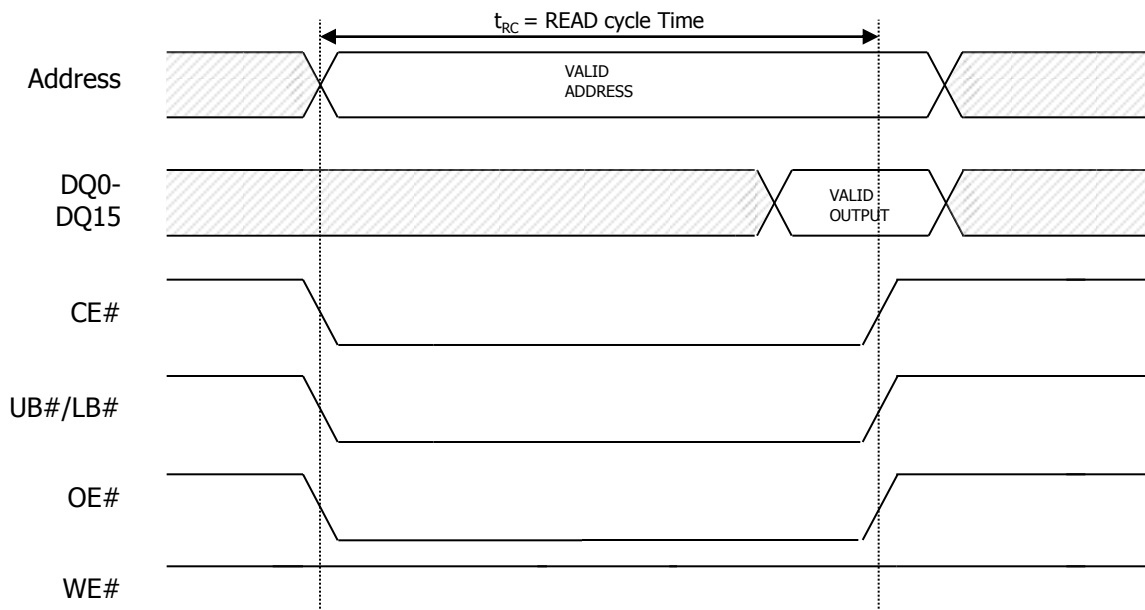 tRC = READ cycle Time
Address
VALID
ADDRESS
DQ0-
DQ15
VALID
OUTPUT
CE#
UB#/LB#
OE#
WE#